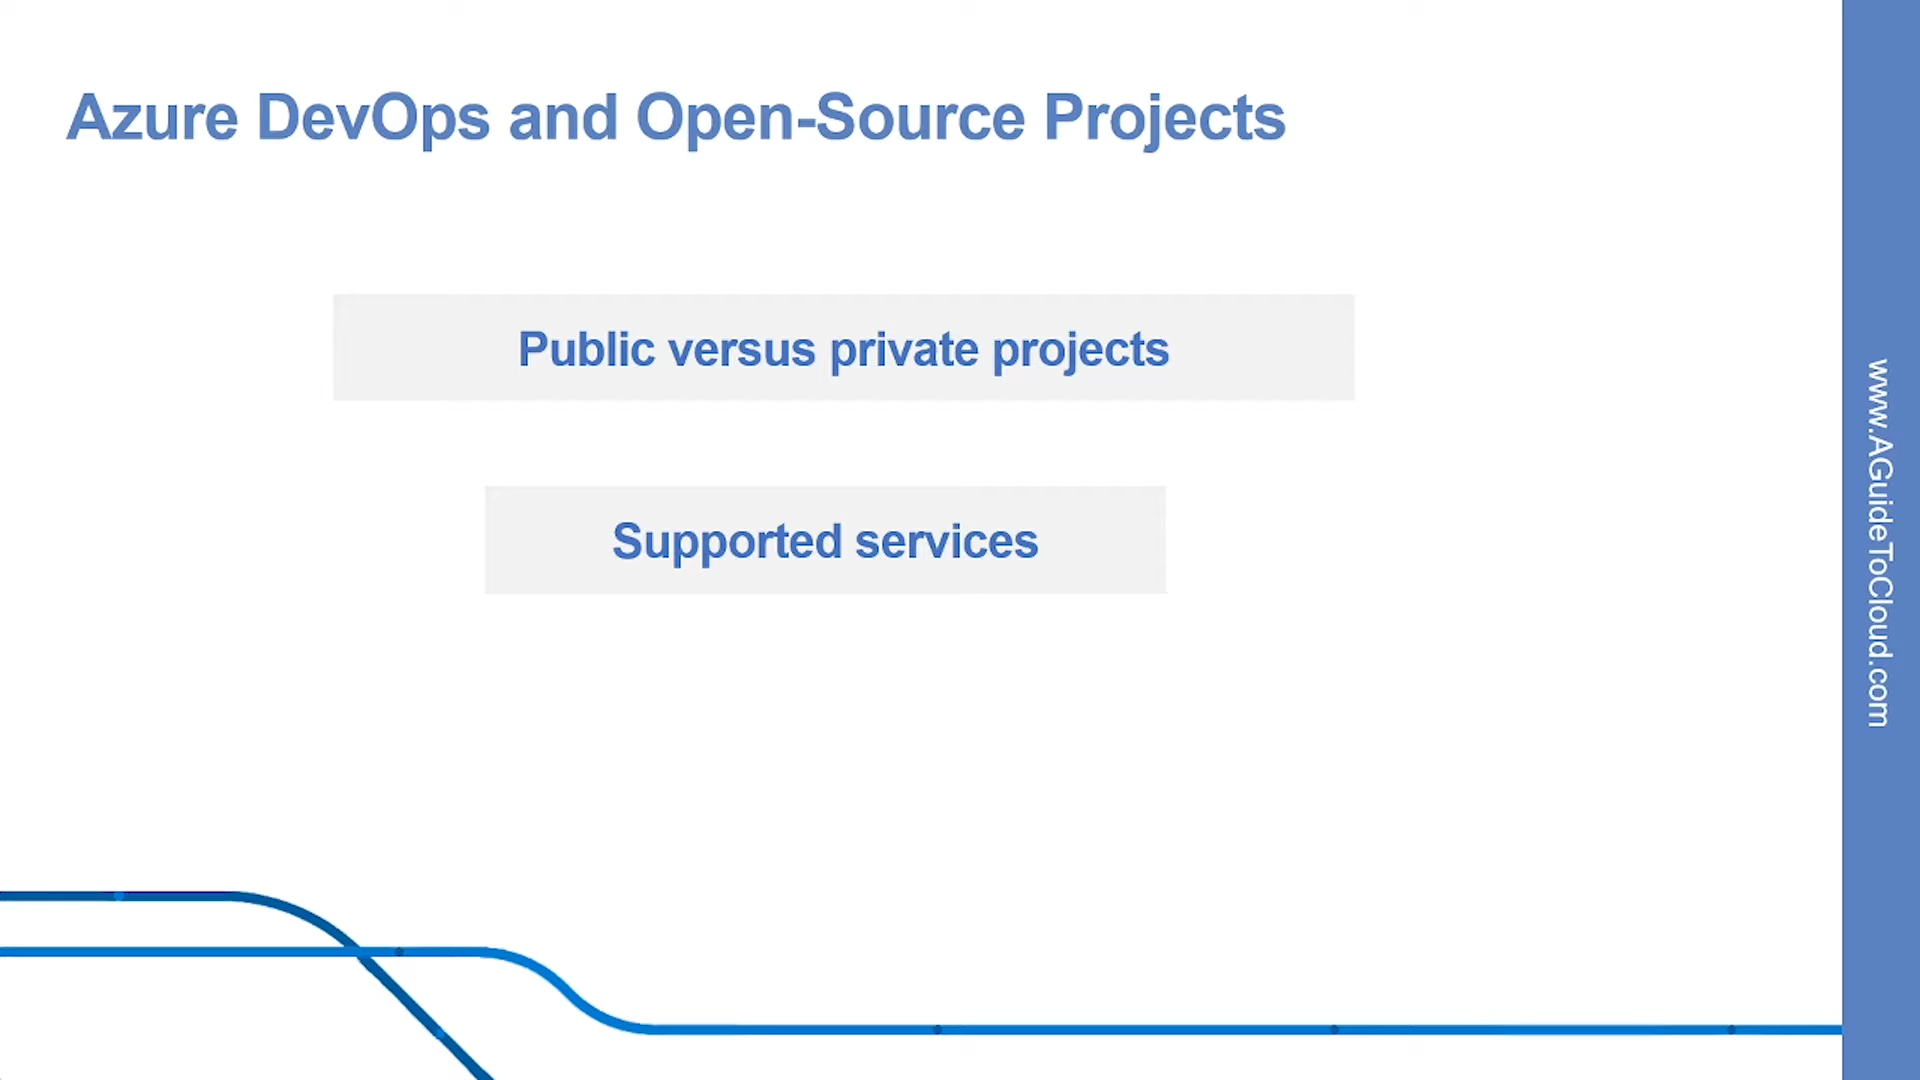 Azure DevOps and Open-Source Projects
Public versus private projects
Supported services
www.AGuideToCloud.com